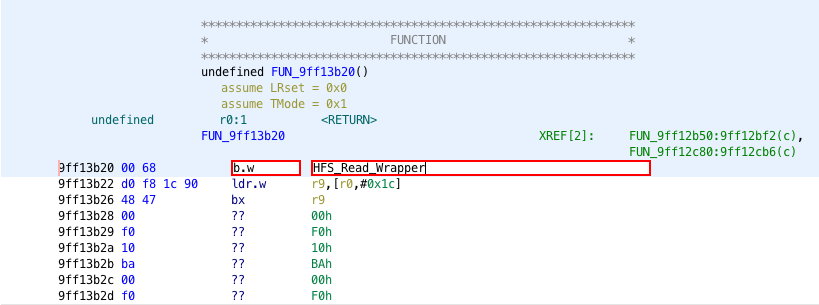 ***************************************************************
* FUNCTION *
***************************************************************
undefined FUN_9ff13b20()
assume LRset = 0x0
assume TMode = 0x1
undefined r0:1 <RETURN>
FUN_9ff13b20 XREF[2]: FUN_9ff12b50:9ff12bf2(c),
FUN_9ff12c80:9ff12cb6(c)
9ff13b20 00 68 b.w HFS_Read_Wrapper
9ff13b22 d0 f8 1c 90 ldr.w r9,[r0,#0x1c]
9ff13b26 48 47 bx r9
9ff13b28 00 ?? 00h
9ff13b29 f0 ?? F0h
9ff13b2a 10 ?? 10h
9ff13b2b ba ?? BAh
9ff13b2c 00 ?? 00h
9ff13b2d f0 ?? F0h